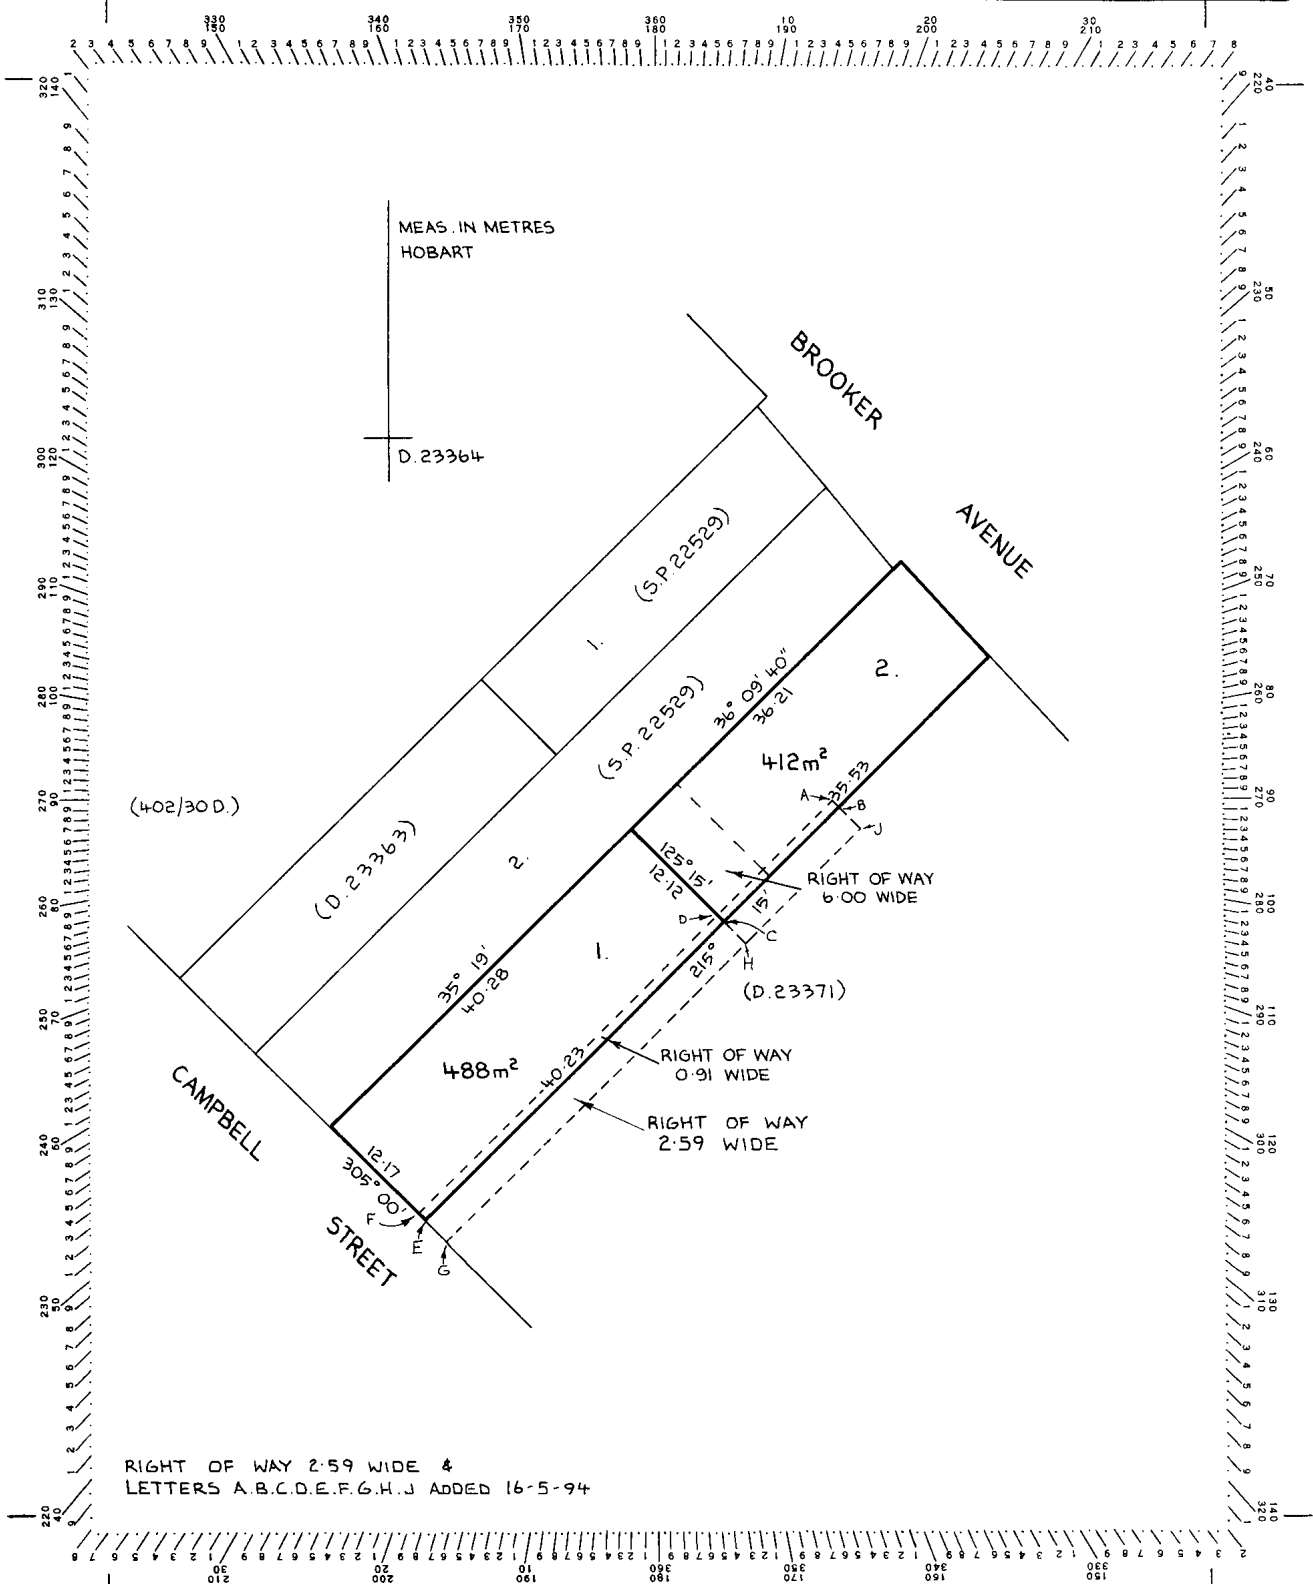 MEAS. IN METRES
HOBART
D.23364
BROOKER
AVENUE
(S.P. 22529)
1.
36° 09' 40"
36·21
2.
(S.P. 22529)
412m²
35·53
A
B
J
(402/30 D.)
(D. 23363)
2.
125° 15'
12·12
RIGHT OF WAY
6·00 WIDE
15'
D
C
H
215°
1.
35° 19'
40·28
(D.23371)
488m²
40·23
RIGHT OF WAY
0·91 WIDE
RIGHT OF WAY
2·59 WIDE
CAMPBELL
STREET
12·17
305° 00'
F
E
G
RIGHT OF WAY 2·59 WIDE &
LETTERS A.B.C.D.E.F.G.H.J ADDED 16-5-94